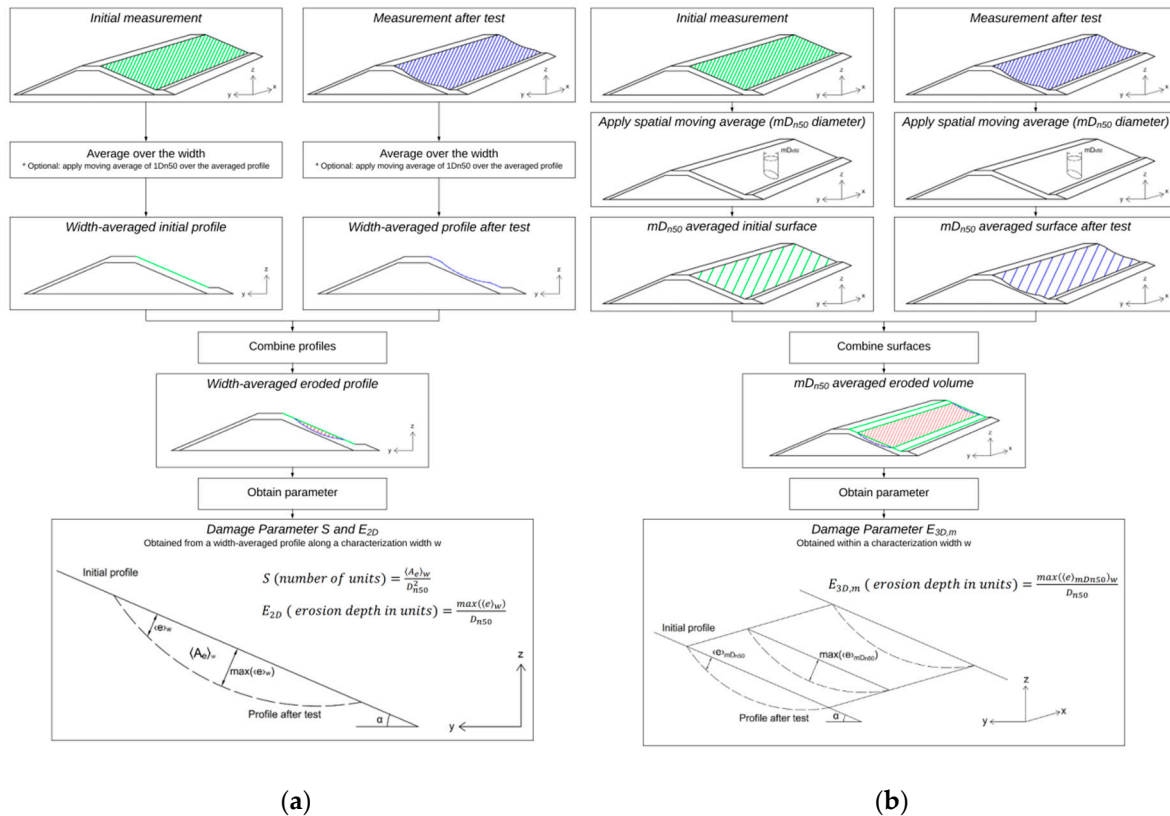 Initial measurement
z
y
x
Measurement after test
z
y
x
Average over the width
* Optional: apply moving average of 1Dn50 over the averaged profile
Average over the width
* Optional: apply moving average of 1Dn50 over the averaged profile
Width-averaged initial profile
z
y
Width-averaged profile after test
z
y
Combine profiles
Width-averaged eroded profile
z
y
Obtain parameter
Damage Parameter S and E2D
Obtained from a width-averaged profile along a characterization width w
Initial profile
S (number of units) = ⟨Ae⟩w / D²n50
E2D ( erosion depth in units) = max(⟨e⟩w) / Dn50
⟨e⟩w
⟨Ae⟩w
max(⟨e⟩w)
Profile after test
α
z
y
(a)
Initial measurement
z
y
x
Measurement after test
z
y
x
Apply spatial moving average (mDn50 diameter)
mDn50
z
y
x
Apply spatial moving average (mDn50 diameter)
mDn50
z
y
x
mDn50 averaged initial surface
z
y
x
mDn50 averaged surface after test
z
y
x
Combine surfaces
mDn50 averaged eroded volume
z
y
x
Obtain parameter
Damage Parameter E3D,m
Obtained within a characterization width w
E3D,m ( erosion depth in units) = max(⟨e⟩mDn50)w / Dn50
Initial profile
⟨e⟩mDn50
max(⟨e⟩mDn50)
Profile after test
α
z
y
x
(b)